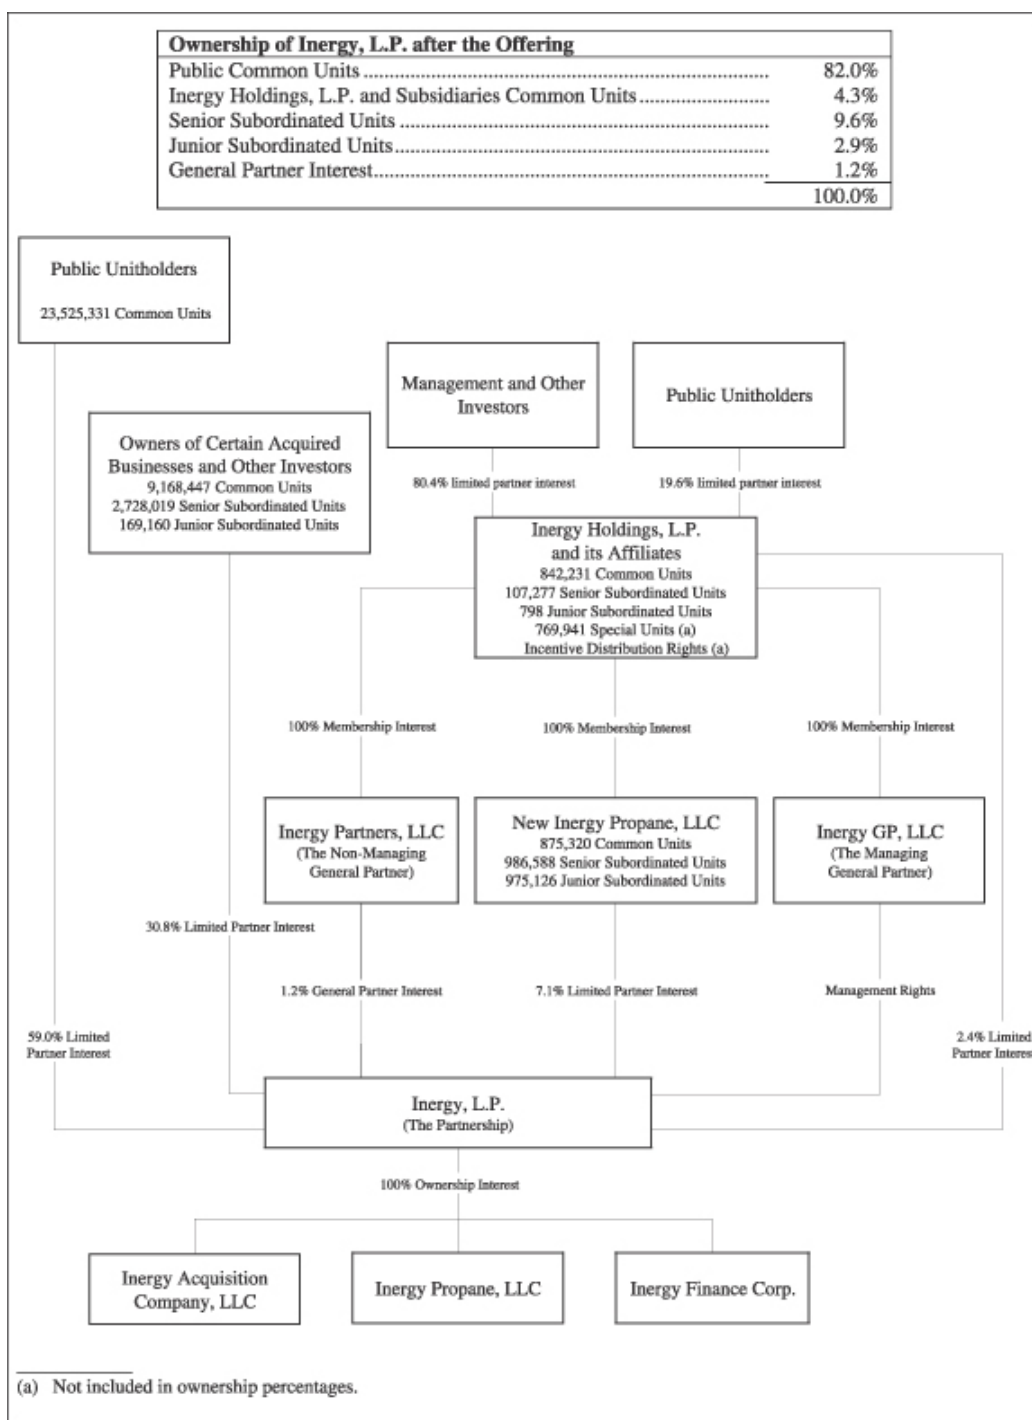 Ownership of Inergy, L.P. after the Offering
Public Common Units 82.0%
Inergy Holdings, L.P. and Subsidiaries Common Units 4.3%
Senior Subordinated Units 9.6%
Junior Subordinated Units 2.9%
General Partner Interest 1.2%
100.0%
Public Unitholders
23,525,331 Common Units
Management and Other
Investors
Public Unitholders
Owners of Certain Acquired
Businesses and Other Investors
9,168,447 Common Units
2,728,019 Senior Subordinated Units
169,160 Junior Subordinated Units
80.4% limited partner interest
19.6% limited partner interest
Inergy Holdings, L.P.
and its Affiliates
842,231 Common Units
107,277 Senior Subordinated Units
798 Junior Subordinated Units
769,941 Special Units (a)
Incentive Distribution Rights (a)
100% Membership Interest
100% Membership Interest
100% Membership Interest
Inergy Partners, LLC
(The Non-Managing
General Partner)
New Inergy Propane, LLC
875,320 Common Units
986,588 Senior Subordinated Units
975,126 Junior Subordinated Units
Inergy GP, LLC
(The Managing
General Partner)
30.8% Limited Partner Interest
1.2% General Partner Interest
7.1% Limited Partner Interest
Management Rights
59.0% Limited
Partner Interest
2.4% Limited
Partner Interest
Inergy, L.P.
(The Partnership)
100% Ownership Interest
Inergy Acquisition
Company, LLC
Inergy Propane, LLC
Inergy Finance Corp.
(a) Not included in ownership percentages.